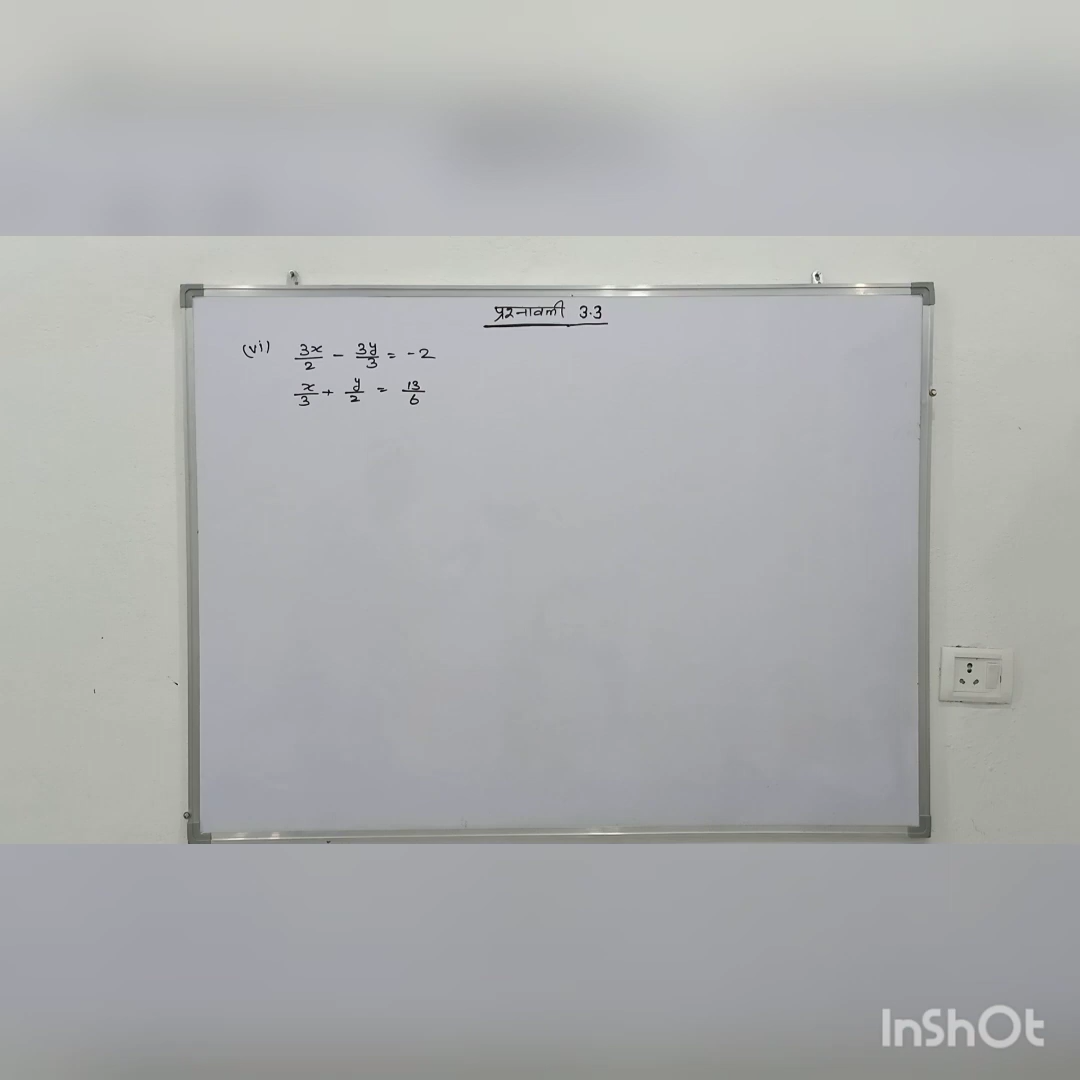 प्रश्नावली 3.3
(vi) 3x/2 - 3y/3 = -2
x/3 + y/2 = 13/6
InShOt